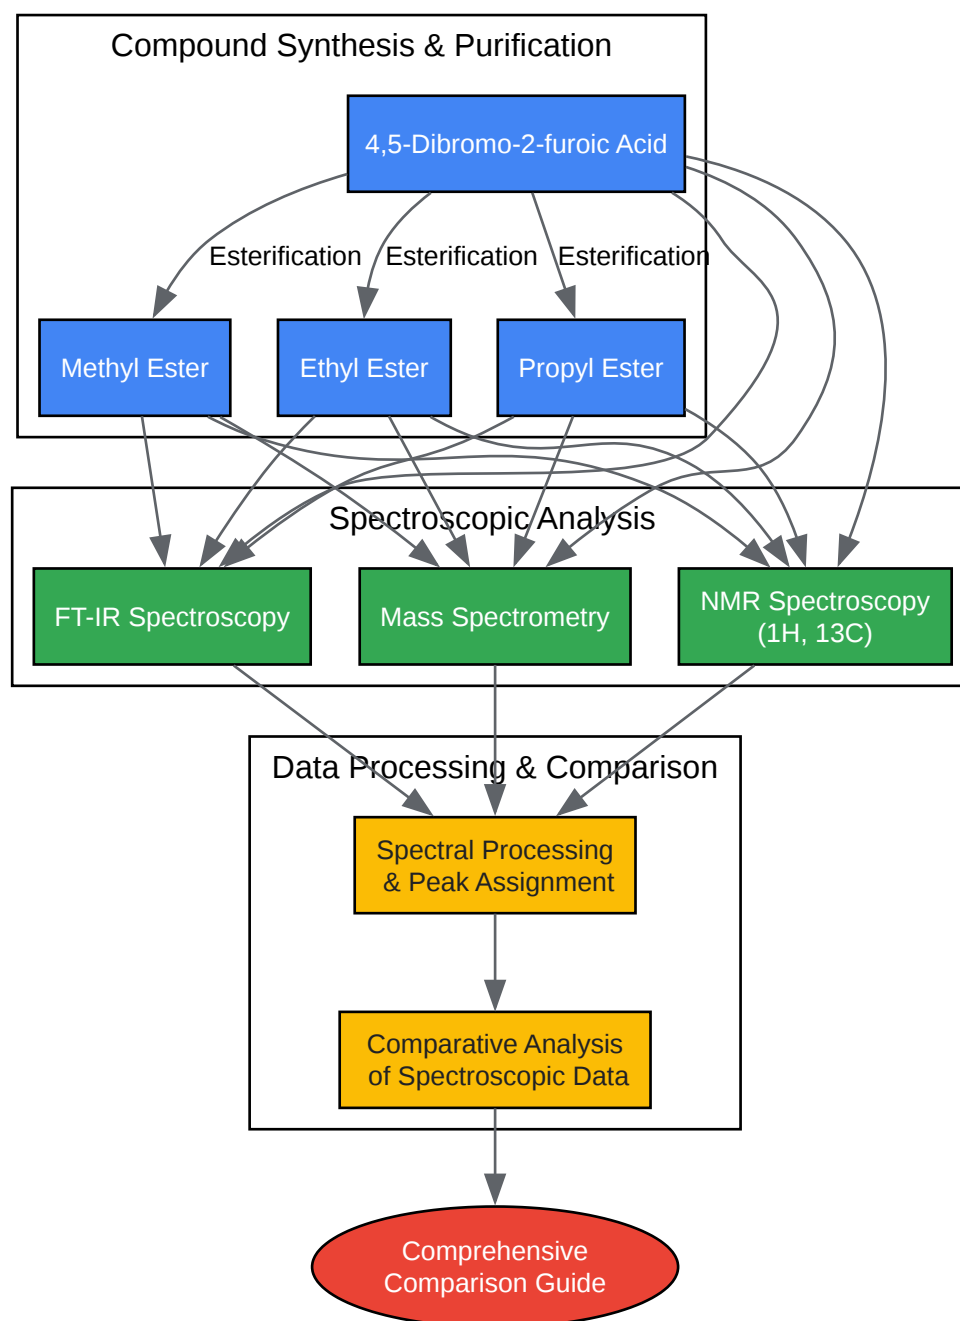 Compound Synthesis & Purification
4,5-Dibromo-2-furoic Acid
Esterification
Esterification
Esterification
Methyl Ester
Ethyl Ester
Propyl Ester
Spectroscopic Analysis
FT-IR Spectroscopy
Mass Spectrometry
NMR Spectroscopy
(1H, 13C)
Data Processing & Comparison
Spectral Processing
& Peak Assignment
Comparative Analysis
of Spectroscopic Data
Comprehensive
Comparison Guide